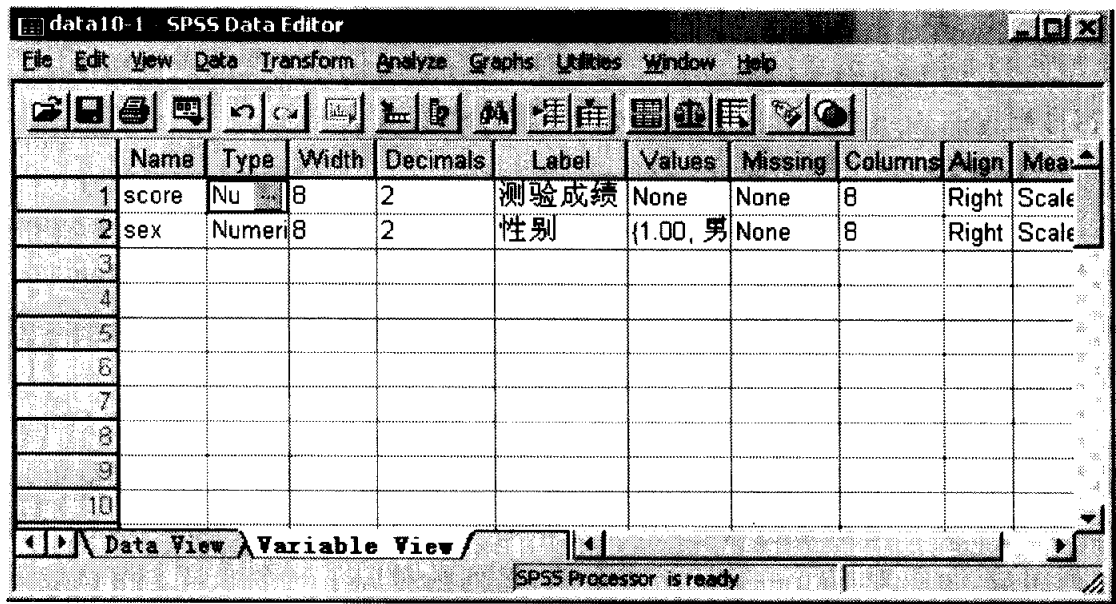 data10-1 - SPSS Data Editor
File Edit View Data Transform Analyze Graphs Utilities Window Help
Name Type Width Decimals Label Values Missing Columns Align Meas
1 score Nu ... 8 2 测验成绩 None None 8 Right Scale
2 sex Numeri 8 2 性别 {1.00, 男 None 8 Right Scale
3
4
5
6
7
8
9
10
Data View Variable View
SPSS Processor is ready